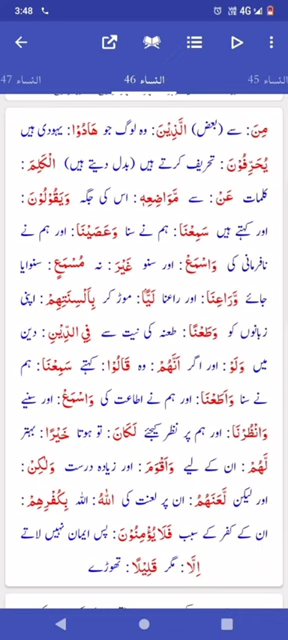 3:48
4G
النساء 45
النساء 46
النساء 47
مِنَ: سے (بعض) الَّذِیْنَ: وہ لوگ جو هَادُوْا: یہودی ہیں
یُحَرِّفُوْنَ: تحریف کرتے ہیں (بدل دیتے ہیں) الْكَلِمَ:
کلمات عَنْ: سے مَّوَاضِعِهٖ: اس کی جگہ وَیَقُوْلُوْنَ:
اور کہتے ہیں سَمِعْنَا: ہم نے سنا وَعَصَیْنَا: اور ہم نے
نافرمانی کی وَاسْمَعْ: اور سنو غَیْرَ: نہ مُسْمَعٍ: سنوایا
جائے وَّرَاعِنَا: اور راعنا لَیًّۢا: موڑ کر بِاَلْسِنَتِهِمْ: اپنی
زبانوں کو وَطَعْنًا: طعنہ کی نیت سے فِی الدِّیْنِ: دین
میں وَلَوْ: اور اگر اَنَّهُمْ: وہ قَالُوْا: کہتے سَمِعْنَا: ہم
نے سنا وَاَطَعْنَا: اور ہم نے اطاعت کی وَاسْمَعْ: اور سنیے
وَانْظُرْنَا: اور ہم پر نظر کیجئے لَكَانَ: تو ہوتا خَیْرًا: بہتر
لَّهُمْ: ان کے لیے وَاَقْوَمَ: اور زیادہ درست وَلٰكِنْ:
اور لیکن لَّعَنَهُمُ: ان پر لعنت کی اللّٰهُ: اللہ بِكُفْرِهِمْ:
ان کے کفر کے سبب فَلَا یُؤْمِنُوْنَ: پس ایمان نہیں لاتے
اِلَّا: مگر قَلِیْلًا: تھوڑے